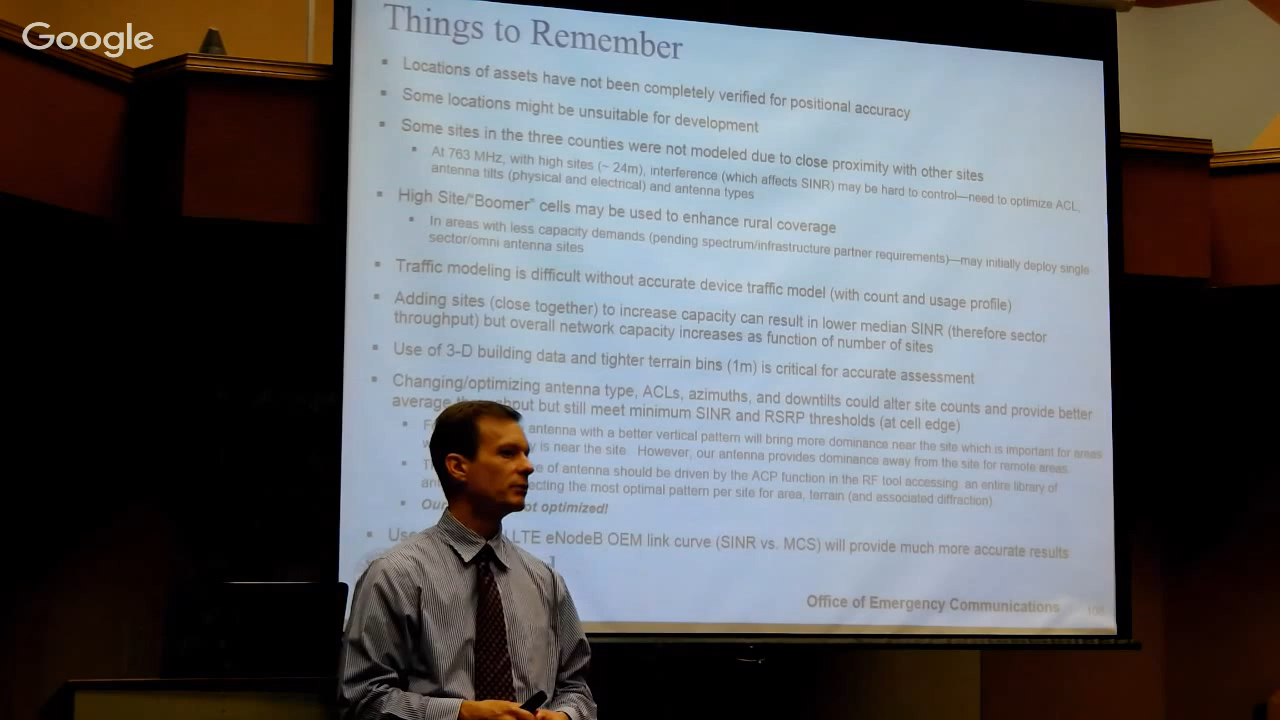 Google
Things to Remember
Locations of assets have not been completely verified for positional accuracy
Some locations might be unsuitable for development
Some sites in the three counties were not modeled due to close proximity with other sites
At 763 MHz, with high sites (~ 24m), interference (which affects SINR) may be hard to control—need to optimize ACL,
antenna tilts (physical and electrical) and antenna types
High Site/"Boomer" cells may be used to enhance rural coverage
In areas with less capacity demands (pending spectrum/infrastructure partner requirements)—may initially deploy single
sector/omni antenna sites
Traffic modeling is difficult without accurate device traffic model (with count and usage profile)
Adding sites (close together) to increase capacity can result in lower median SINR (therefore sector
throughput) but overall network capacity increases as function of number of sites
Use of 3-D building data and tighter terrain bins (1m) is critical for accurate assessment
Changing/optimizing antenna type, ACLs, azimuths, and downtilts could alter site counts and provide better
average but still meet minimum SINR and RSRP thresholds (at cell edge)
antenna with a better vertical pattern will bring more dominance near the site which is important for areas
is near the site. However, our antenna provides dominance away from the site for remote areas.
of antenna should be driven by the ACP function in the RF tool accessing an entire library of
the most optimal pattern per site for area, terrain (and associated diffraction)
Our optimized!
LTE eNodeB OEM link curve (SINR vs. MCS) will provide much more accurate results
Office of Emergency Communications